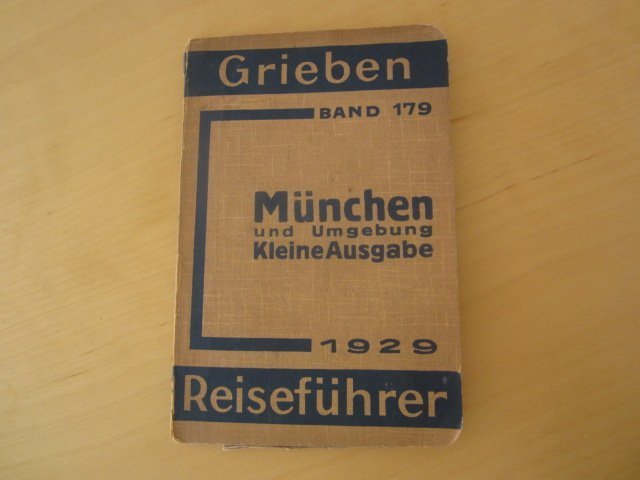 Grieben
BAND 179
München
und Umgebung
Kleine Ausgabe
1929
Reiseführer